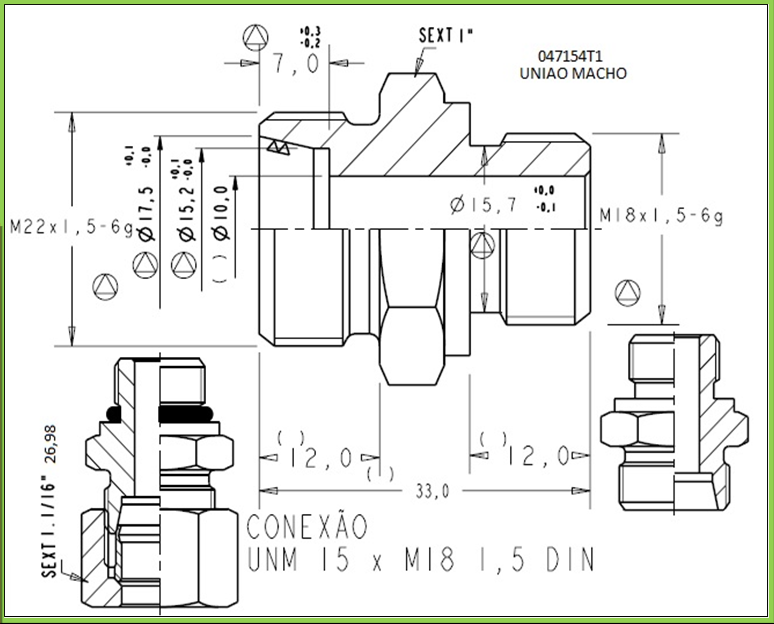 +0.3
-0.2
7,0
SEXT 1"
047154T1
UNIAO MACHO
M22x1,5-6g
Ø17,5 +0.1 -0.0
Ø15,2 +0.1 -0.0
( ) Ø10,0
Ø15,7 +0.0 -0.1
M18x1,5-6g
( )
12,0
( )
( )
12,0
33,0
SEXT 1.1/16" 26,98
CONEXÃO
UNM 15 x M18 1,5 DIN